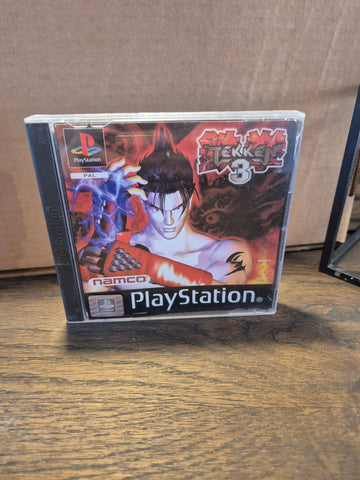 PlayStation
PAL
TEKKEN
3
namco
PlayStation
PlayStation